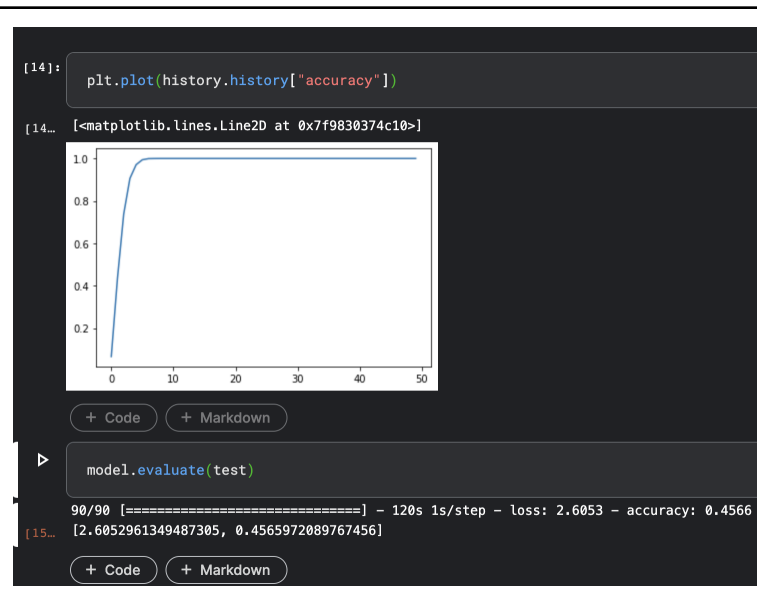 [14]:
plt.plot(history.history["accuracy"])
[14…
[<matplotlib.lines.Line2D at 0x7f9830374c10>]
1.0
0.8
0.6
0.4
0.2
0 10 20 30 40 50
+ Code + Markdown
model.evaluate(test)
90/90 [==============================] - 120s 1s/step - loss: 2.6053 - accuracy: 0.4566
[15…
[2.6052961349487305, 0.4565972089767456]
+ Code + Markdown